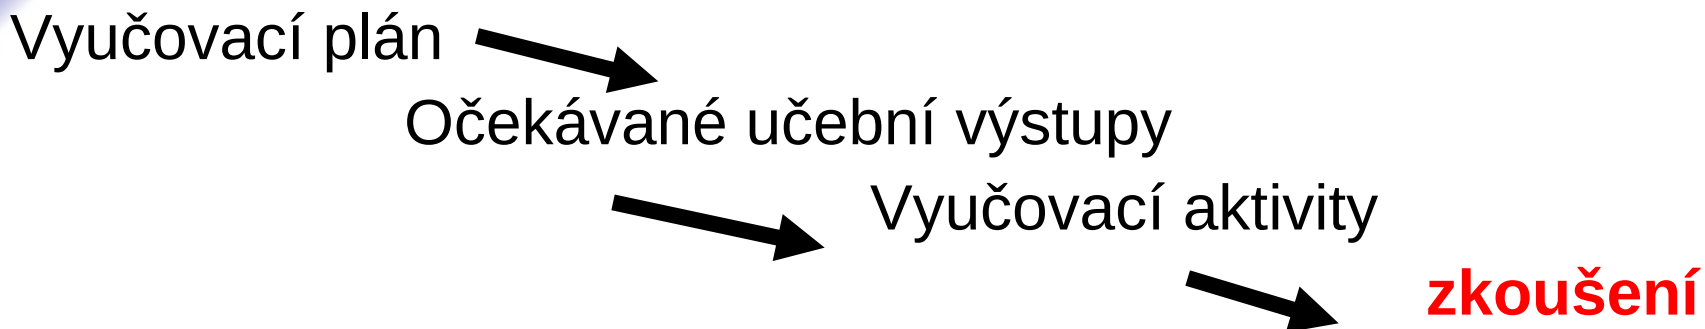 Vyučovací plán
Očekávané učební výstupy
Vyučovací aktivity
zkoušení